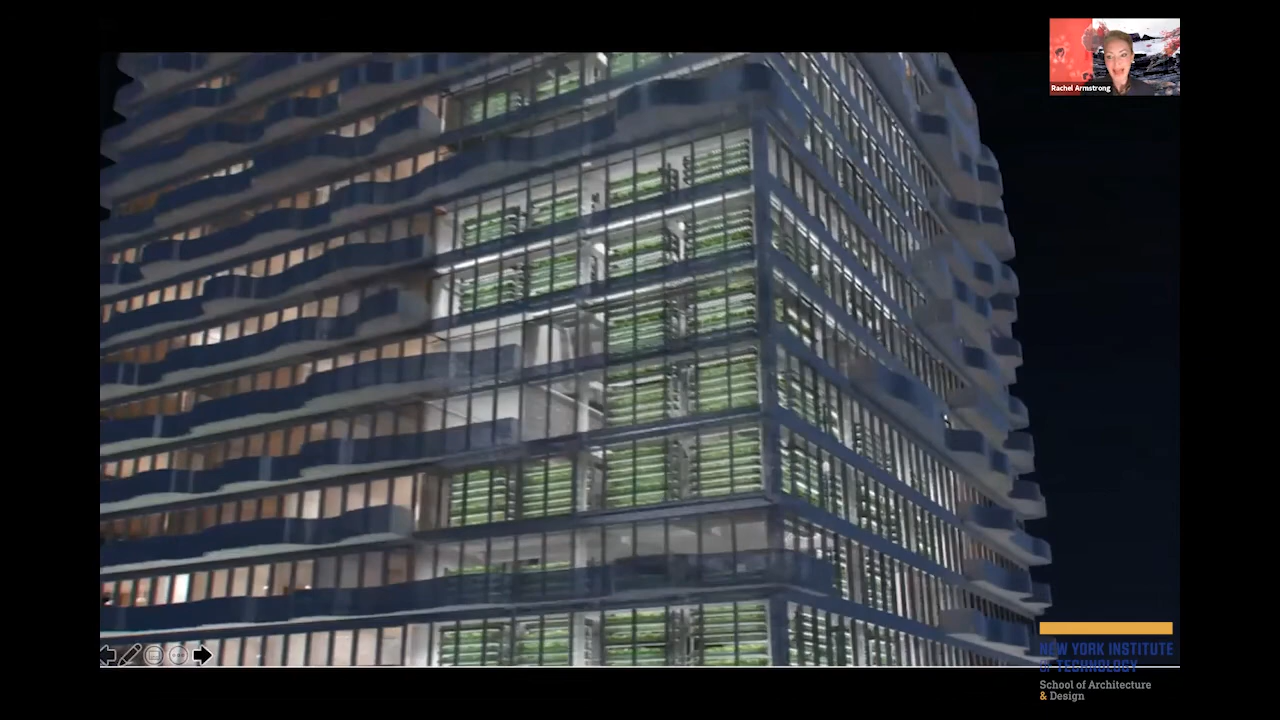 Rachel Armstrong
NEW YORK INSTITUTE
OF TECHNOLOGY
School of Architecture
& Design